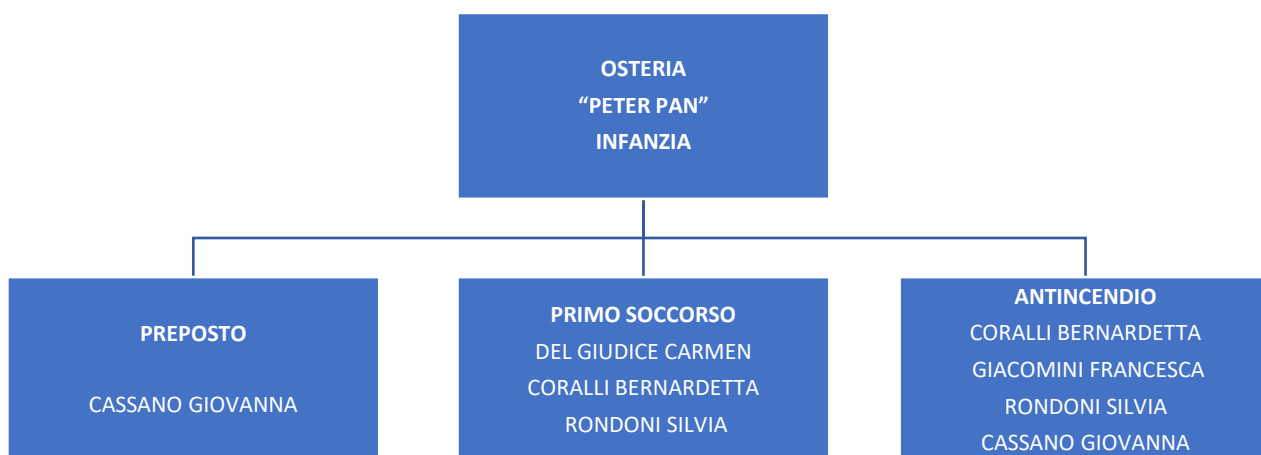 OSTERIA
“PETER PAN”
INFANZIA
PREPOSTO
CASSANO GIOVANNA
PRIMO SOCCORSO
DEL GIUDICE CARMEN
CORALLI BERNARDETTA
RONDONI SILVIA
ANTINCENDIO
CORALLI BERNARDETTA
GIACOMINI FRANCESCA
RONDONI SILVIA
CASSANO GIOVANNA